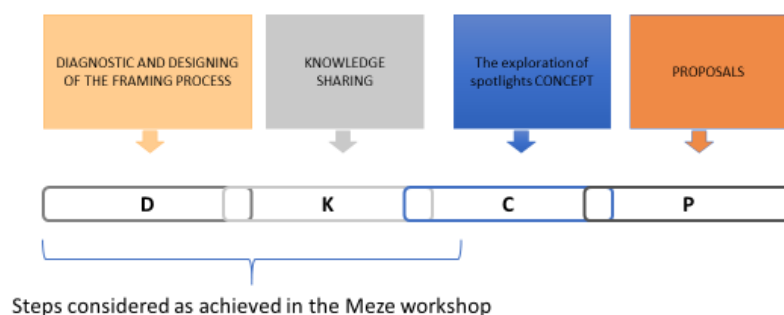 DIAGNOSTIC AND DESIGNING
OF THE FRAMING PROCESS
KNOWLEDGE
SHARING
The exploration of
spotlights CONCEPT
PROPOSALS
D
K
C
P
Steps considered as achieved in the Meze workshop